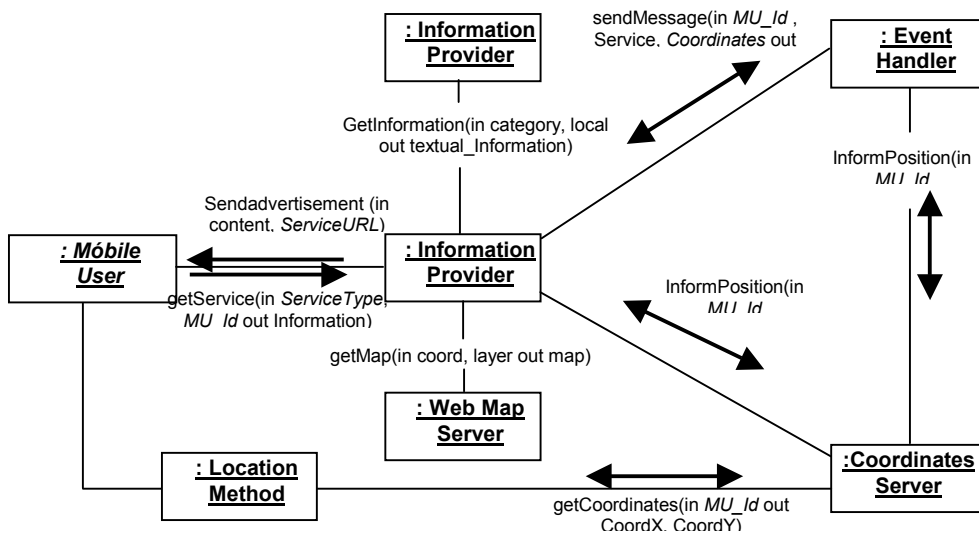 : Information
Provider
sendMessage(in MU_Id ,
Service, Coordinates out
: Event
Handler
GetInformation(in category, local
out textual_Information)
InformPosition(in
MU_Id
Sendadvertisement (in
content, ServiceURL)
: Móbile
User
: Information
Provider
getService(in ServiceType,
MU_Id out Information)
InformPosition(in
MU_Id
getMap(in coord, layer out map)
: Web Map
Server
: Location
Method
:Coordinates
Server
getCoordinates(in MU_Id out
CoordX, CoordY)